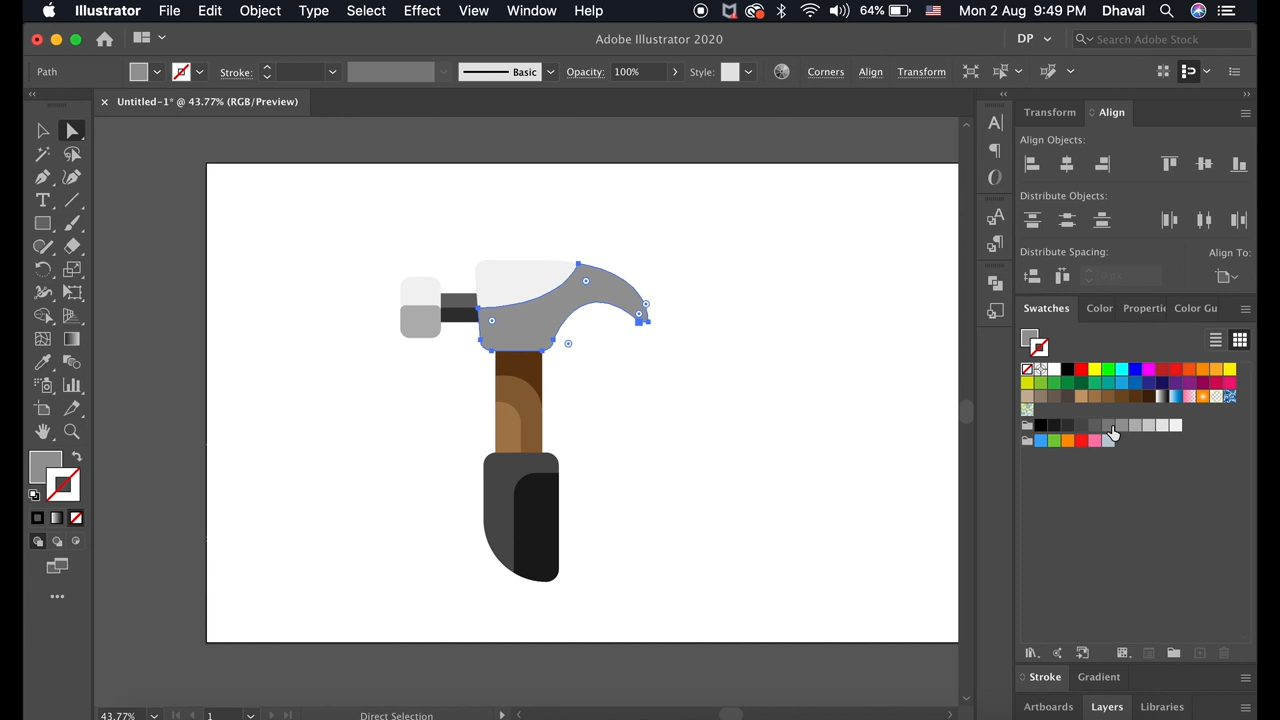 Illustrator File Edit Object Type Select Effect View Window Help 64% Mon 2 Aug 9:49 PM Dhaval
Adobe Illustrator 2020 DP Search Adobe Stock
Path Stroke: Basic Opacity: 100% Style: Corners Align Transform
Untitled-1* @ 43.77% (RGB/Preview)
Transform Align
Align Objects:
Distribute Objects:
Distribute Spacing: Align To:
0 px
Swatches Color Properti Color Gu
Stroke Gradient
Artboards Layers Libraries
43.77% 1 Direct Selection